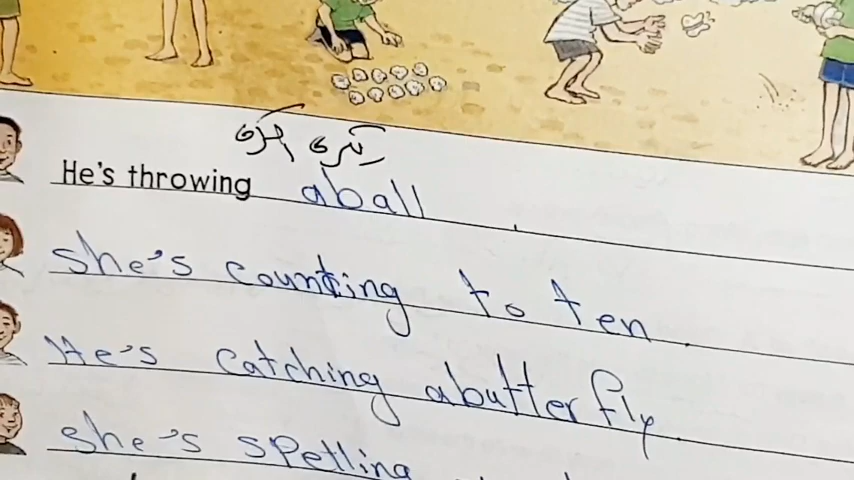 He's throwing aball.
she's counting to ten.
He's catching abutterfly.
she's spelling